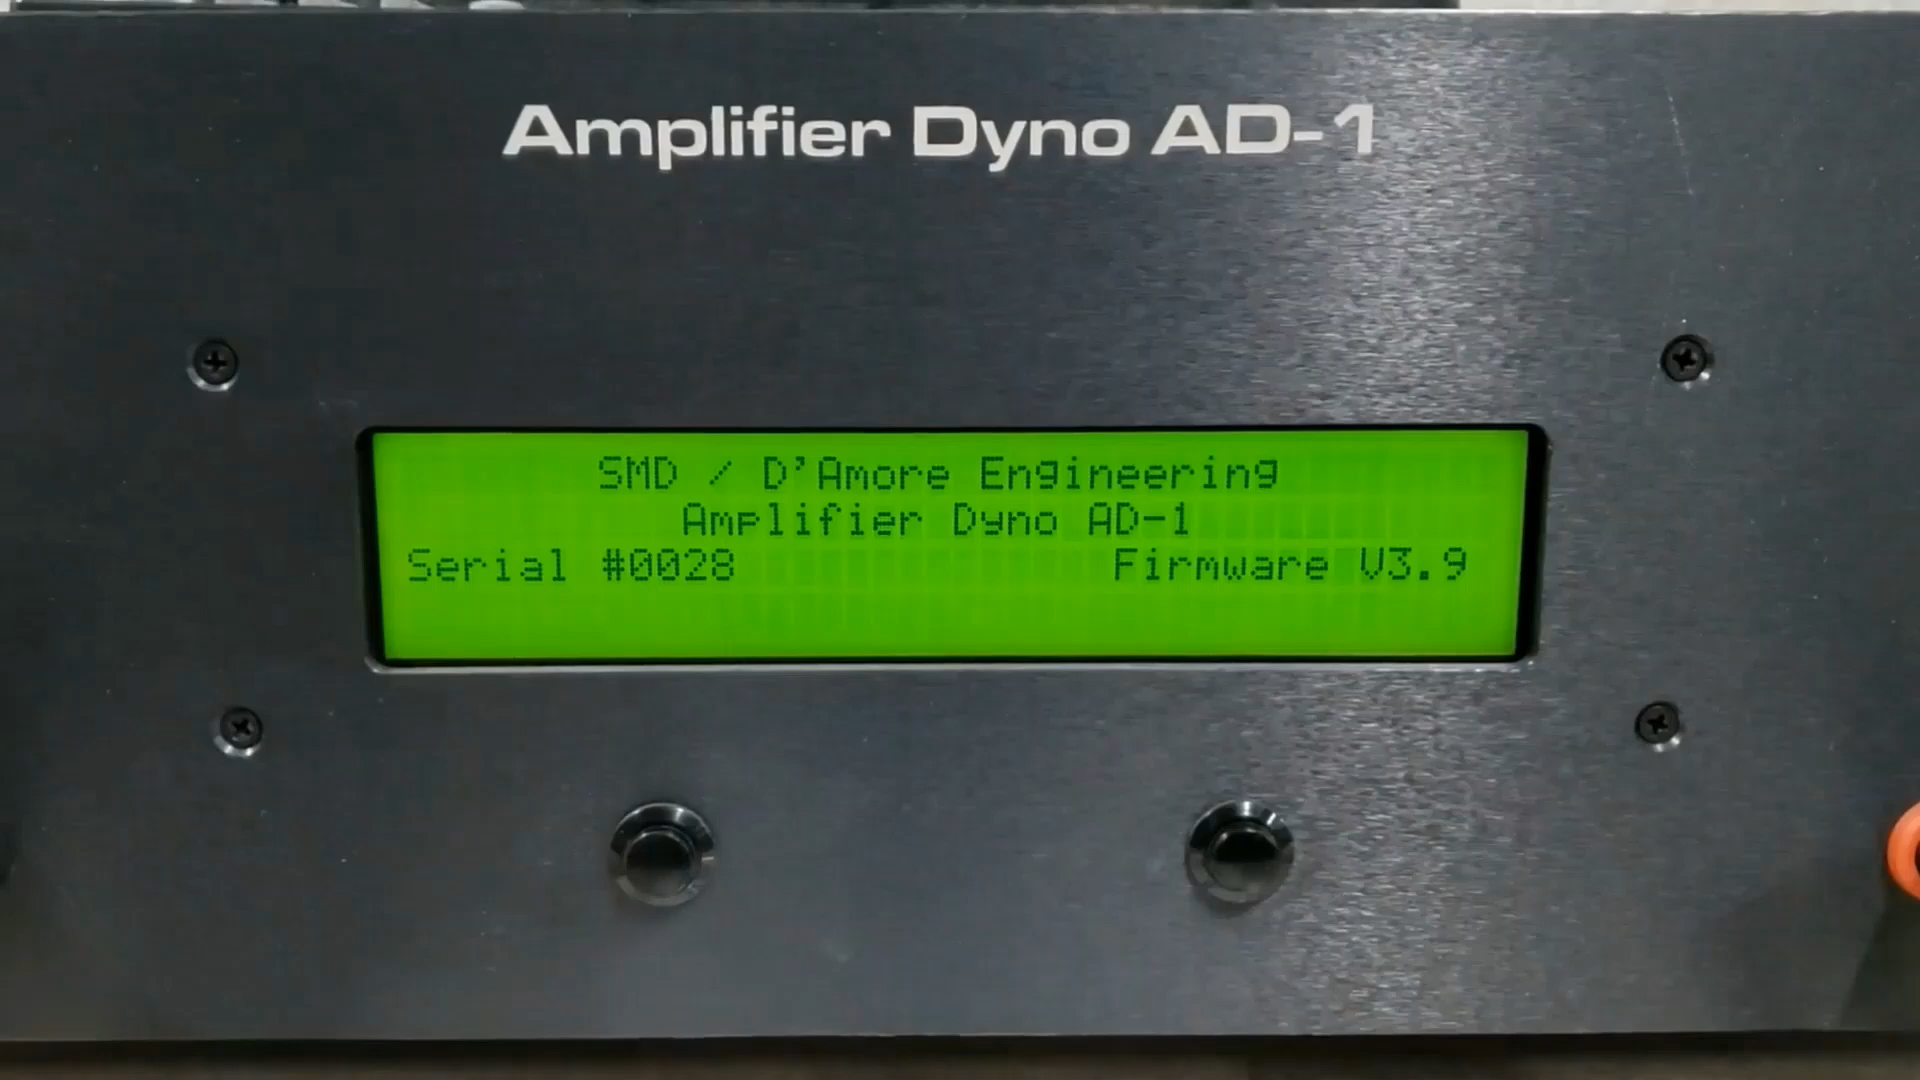 Amplifier Dyno AD-1
SMD / D'Amore Engineering
Amplifier Dyno AD-1
Serial #0028 Firmware V3.9